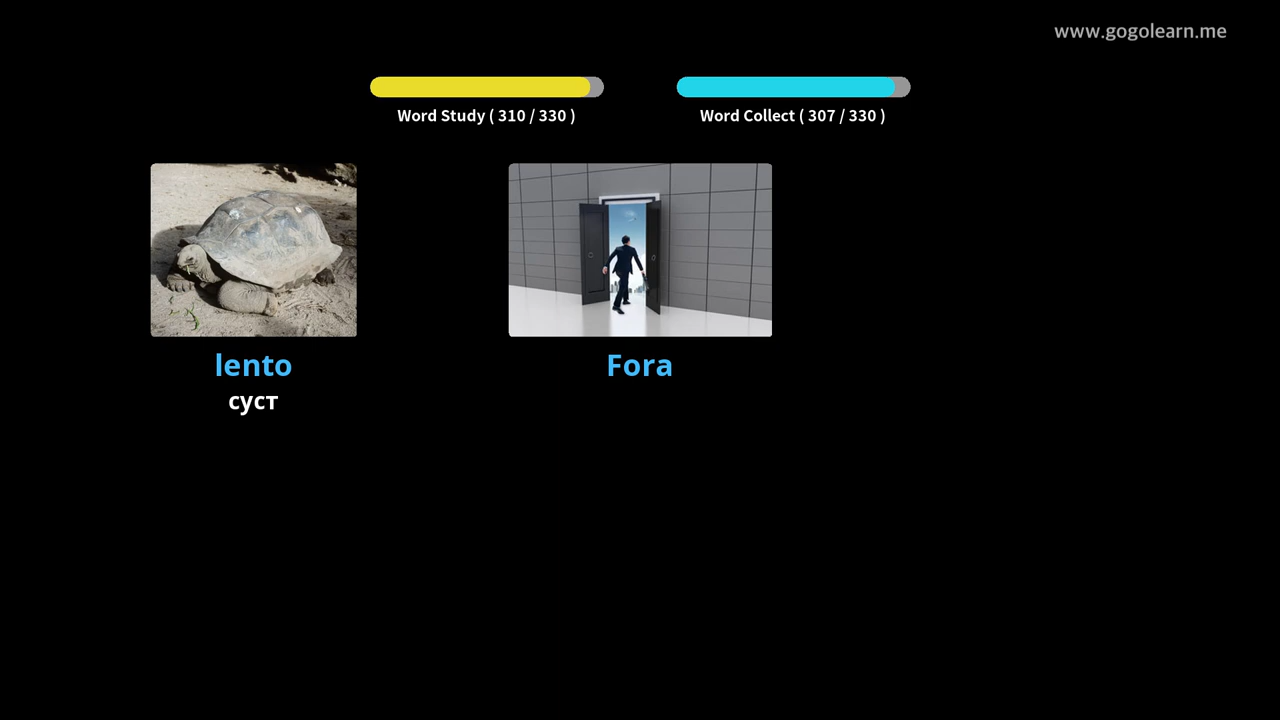 www.gogolearn.me
Word Study ( 310 / 330 )
Word Collect ( 307 / 330 )
lento
суст
Fora